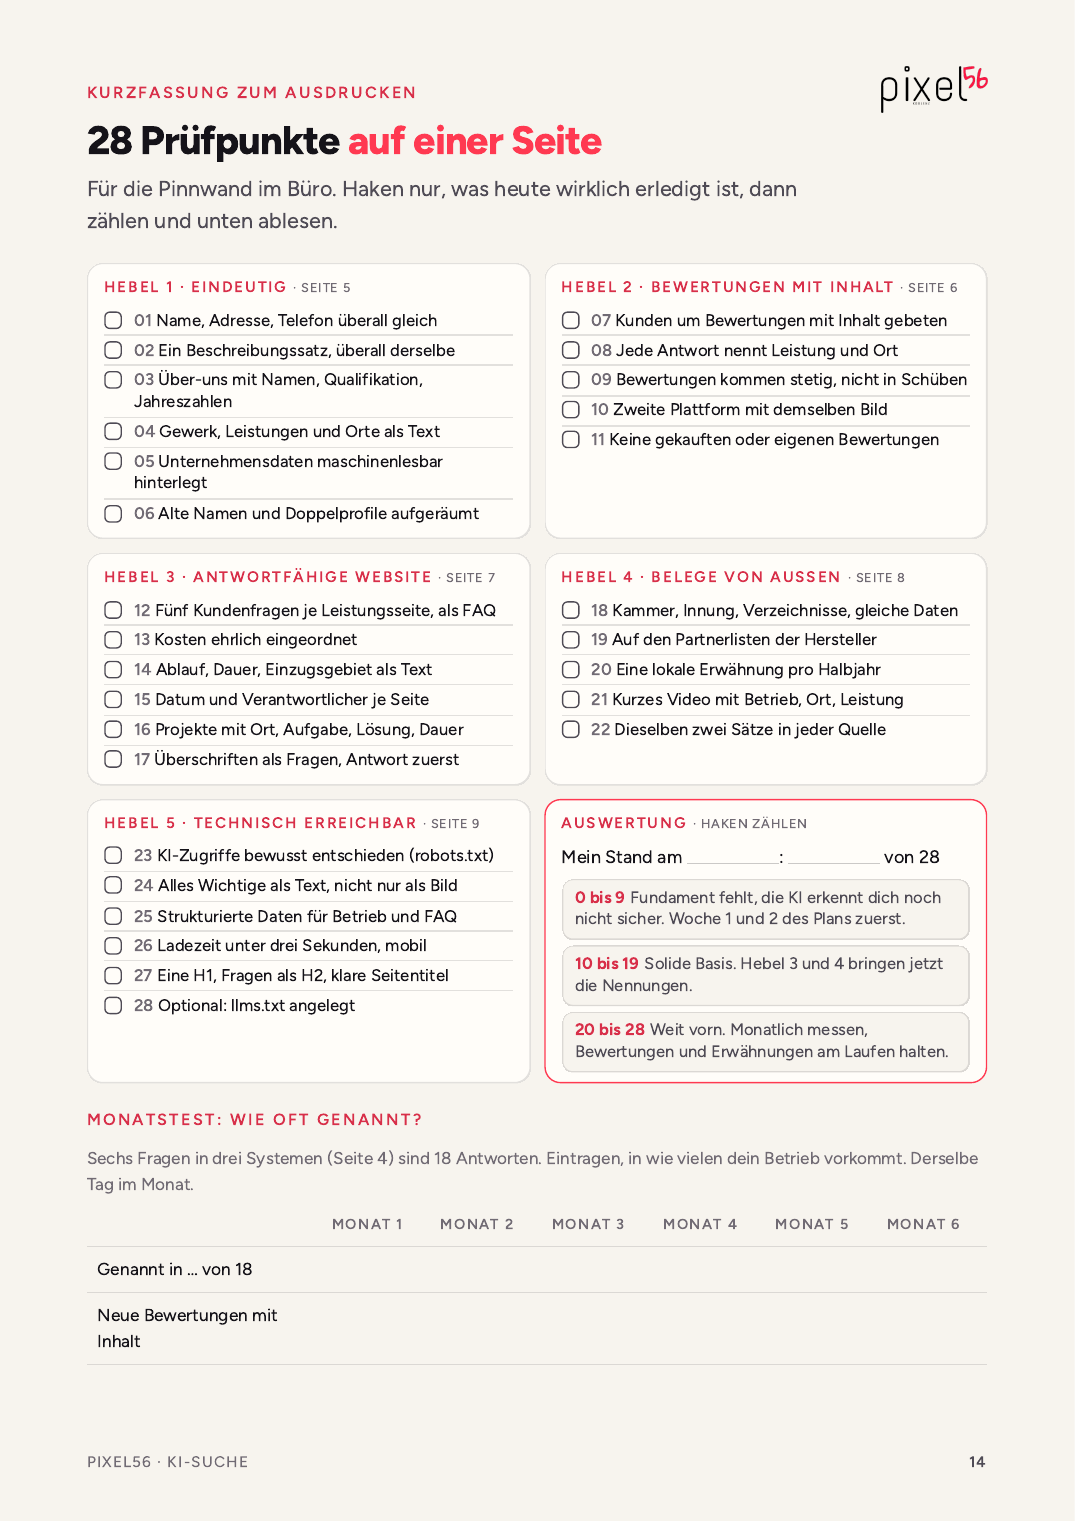 pixel56
KURZFASSUNG ZUM AUSDRUCKEN
28 Prüfpunkte auf einer Seite
Für die Pinnwand im Büro. Haken nur, was heute wirklich erledigt ist, dann
zählen und unten ablesen.
HEBEL 1 · EINDEUTIG · SEITE 5
01 Name, Adresse, Telefon überall gleich
02 Ein Beschreibungssatz, überall derselbe
03 Über-uns mit Namen, Qualifikation,
Jahreszahlen
04 Gewerk, Leistungen und Orte als Text
05 Unternehmensdaten maschinenlesbar
hinterlegt
06 Alte Namen und Doppelprofile aufgeräumt
HEBEL 2 · BEWERTUNGEN MIT INHALT · SEITE 6
07 Kunden um Bewertungen mit Inhalt gebeten
08 Jede Antwort nennt Leistung und Ort
09 Bewertungen kommen stetig, nicht in Schüben
10 Zweite Plattform mit demselben Bild
11 Keine gekauften oder eigenen Bewertungen
HEBEL 3 · ANTWORTFÄHIGE WEBSITE · SEITE 7
12 Fünf Kundenfragen je Leistungsseite, als FAQ
13 Kosten ehrlich eingeordnet
14 Ablauf, Dauer, Einzugsgebiet als Text
15 Datum und Verantwortlicher je Seite
16 Projekte mit Ort, Aufgabe, Lösung, Dauer
17 Überschriften als Fragen, Antwort zuerst
HEBEL 4 · BELEGE VON AUSSEN · SEITE 8
18 Kammer, Innung, Verzeichnisse, gleiche Daten
19 Auf den Partnerlisten der Hersteller
20 Eine lokale Erwähnung pro Halbjahr
21 Kurzes Video mit Betrieb, Ort, Leistung
22 Dieselben zwei Sätze in jeder Quelle
HEBEL 5 · TECHNISCH ERREICHBAR · SEITE 9
23 KI-Zugriffe bewusst entschieden (robots.txt)
24 Alles Wichtige als Text, nicht nur als Bild
25 Strukturierte Daten für Betrieb und FAQ
26 Ladezeit unter drei Sekunden, mobil
27 Eine H1, Fragen als H2, klare Seitentitel
28 Optional: llms.txt angelegt
AUSWERTUNG · HAKEN ZÄHLEN
Mein Stand am __________: __________ von 28
0 bis 9 Fundament fehlt, die KI erkennt dich noch
nicht sicher. Woche 1 und 2 des Plans zuerst.
10 bis 19 Solide Basis. Hebel 3 und 4 bringen jetzt
die Nennungen.
20 bis 28 Weit vorn. Monatlich messen,
Bewertungen und Erwähnungen am Laufen halten.
MONATSTEST: WIE OFT GENANNT?
Sechs Fragen in drei Systemen (Seite 4) sind 18 Antworten. Eintragen, in wie vielen dein Betrieb vorkommt. Derselbe
Tag im Monat.
MONAT 1 MONAT 2 MONAT 3 MONAT 4 MONAT 5 MONAT 6
Genannt in ... von 18
Neue Bewertungen mit
Inhalt
PIXEL56 · KI-SUCHE
14